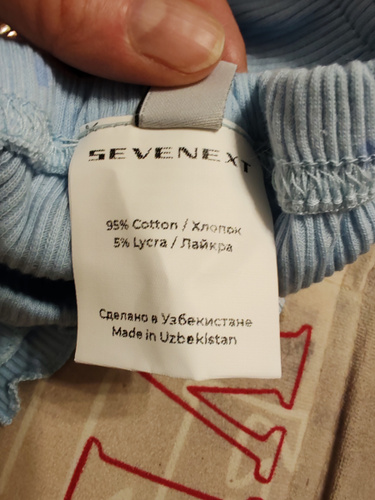 SEVENEXT
95% Cotton / Хлопок
5% Lycra / Лайкра
Сделано в Узбекистане
Made in Uzbekistan